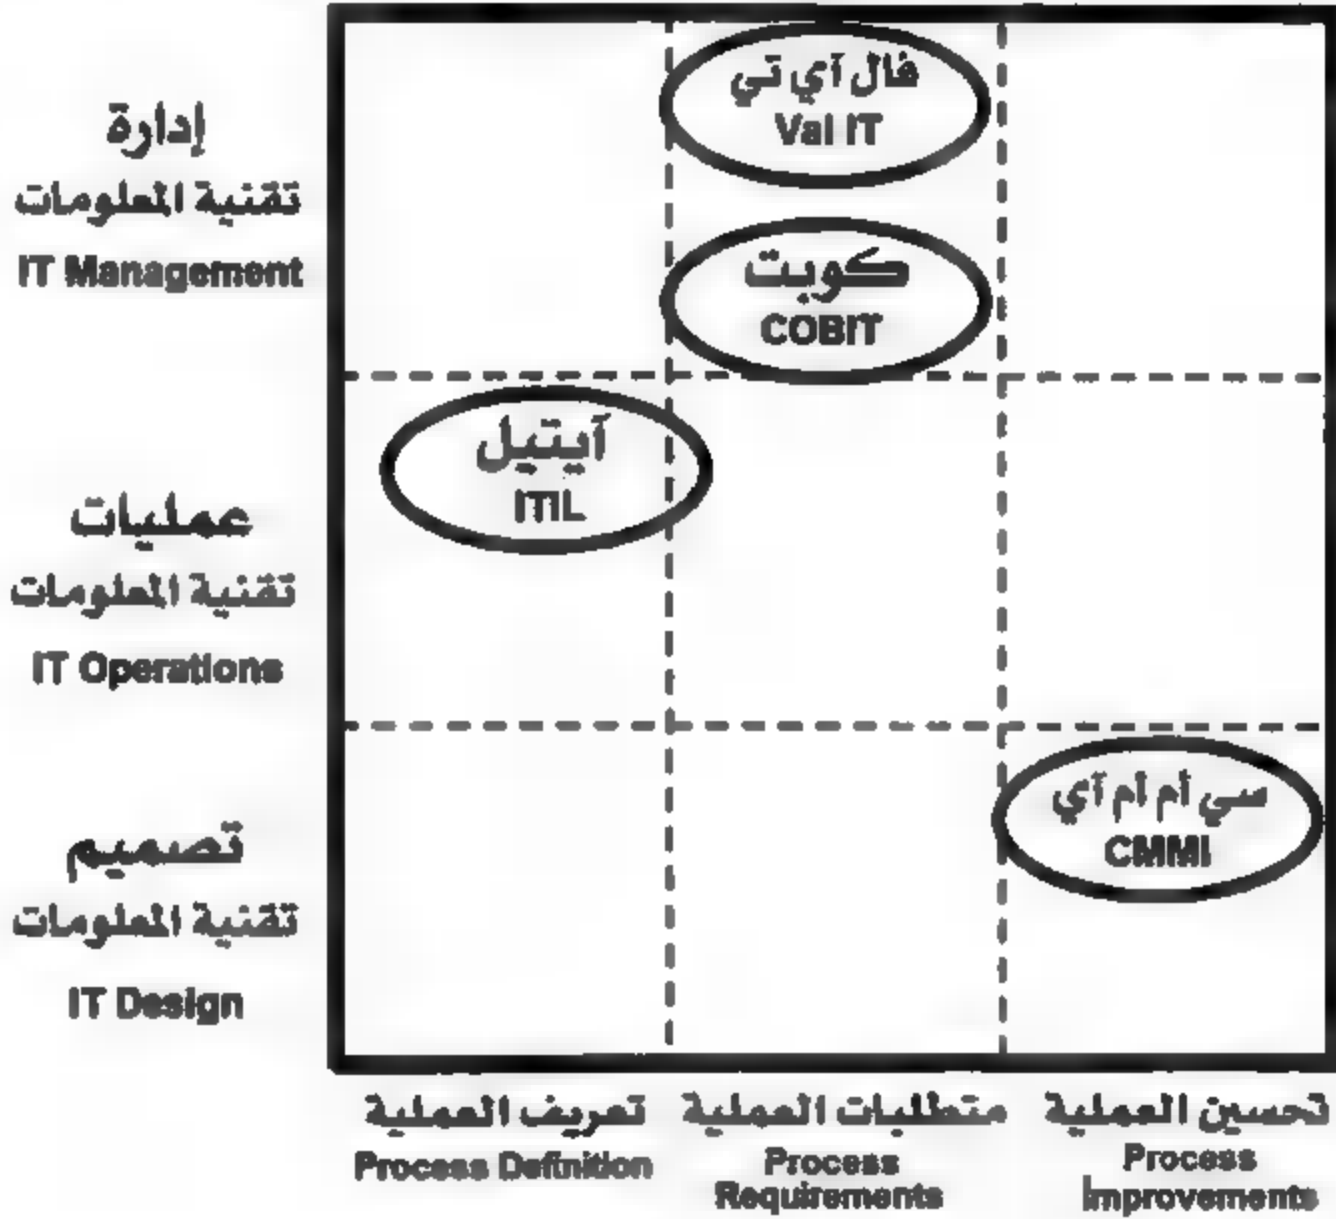 إدارة
تقنية المعلومات
IT Management
فال آي تي
Val IT
كوبت
COBIT
عمليات
تقنية المعلومات
IT Operations
آيتيل
ITIL
تصميم
تقنية المعلومات
IT Design
سي أم أم آي
CMMI
تعريف العملية
Process Definition
متطلبات العملية
Process
Requirements
تحسين العملية
Process
Improvements